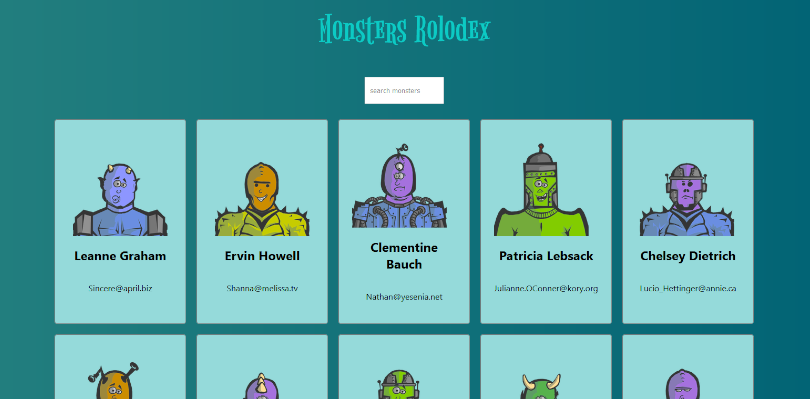 Monsters Rolodex
search monsters
Leanne Graham
Sincere@april.biz
Ervin Howell
Shanna@melissa.tv
Clementine
Bauch
Nathan@yesenia.net
Patricia Lebsack
Julianne.OConner@kory.org
Chelsey Dietrich
Lucio_Hettinger@annie.ca